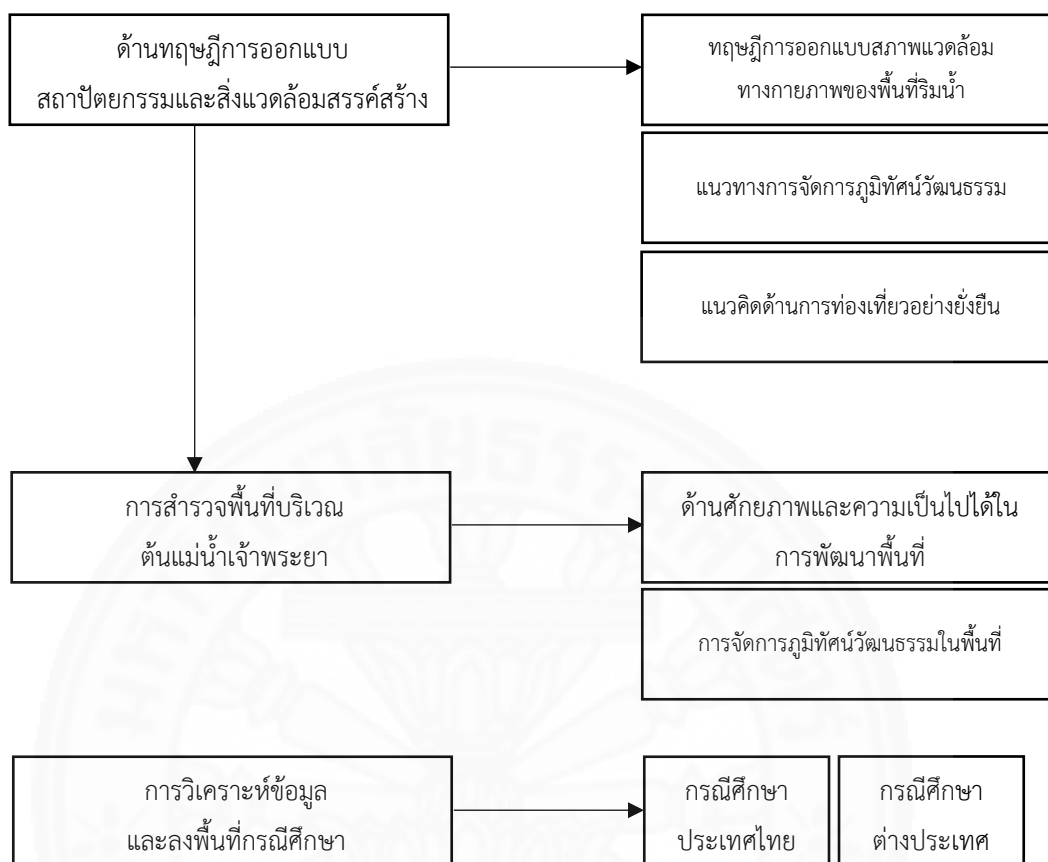 ด้านทฤษฎีการออกแบบ
สถาปัตยกรรมและสิ่งแวดล้อมสรรค์สร้าง
ทฤษฎีการออกแบบสภาพแวดล้อม
ทางกายภาพของพื้นที่ริมน้ำ
แนวทางการจัดการภูมิทัศน์วัฒนธรรม
แนวคิดด้านการท่องเที่ยวอย่างยั่งยืน
การสำรวจพื้นที่บริเวณ
ต้นแม่น้ำเจ้าพระยา
ด้านศักยภาพและความเป็นไปได้ใน
การพัฒนาพื้นที่
การจัดการภูมิทัศน์วัฒนธรรมในพื้นที่
การวิเคราะห์ข้อมูล
และลงพื้นที่กรณีศึกษา
กรณีศึกษา
ประเทศไทย
กรณีศึกษา
ต่างประเทศ